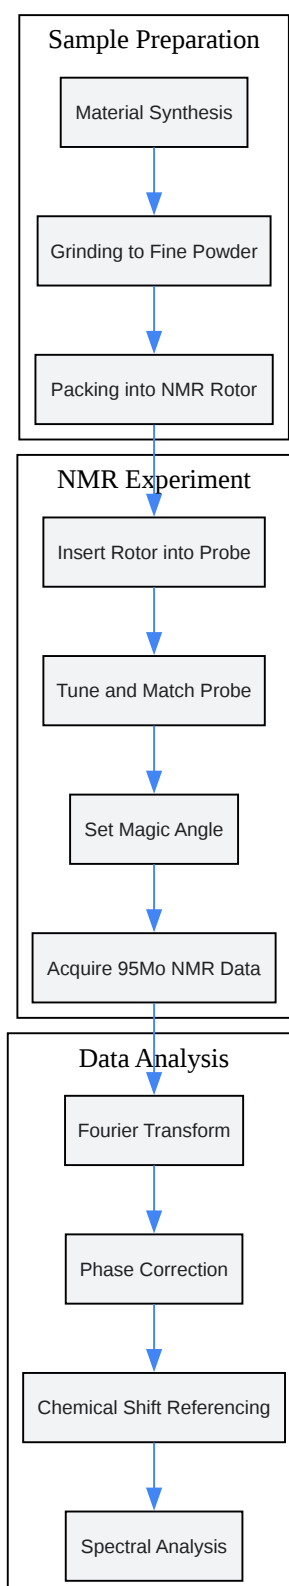 Sample Preparation
Material Synthesis
Grinding to Fine Powder
Packing into NMR Rotor
NMR Experiment
Insert Rotor into Probe
Tune and Match Probe
Set Magic Angle
Acquire 95Mo NMR Data
Data Analysis
Fourier Transform
Phase Correction
Chemical Shift Referencing
Spectral Analysis